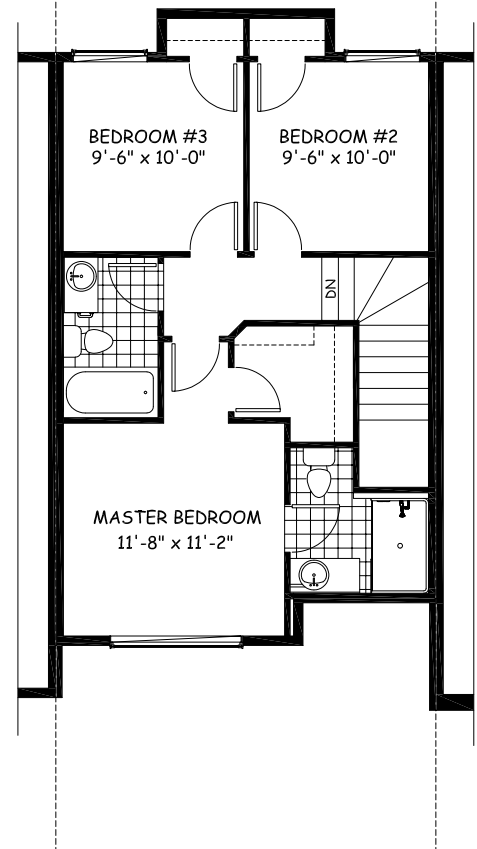 BEDROOM #3
9'-6" x 10'-0"
BEDROOM #2
9'-6" x 10'-0"
DN
MASTER BEDROOM
11'-8" x 11'-2"